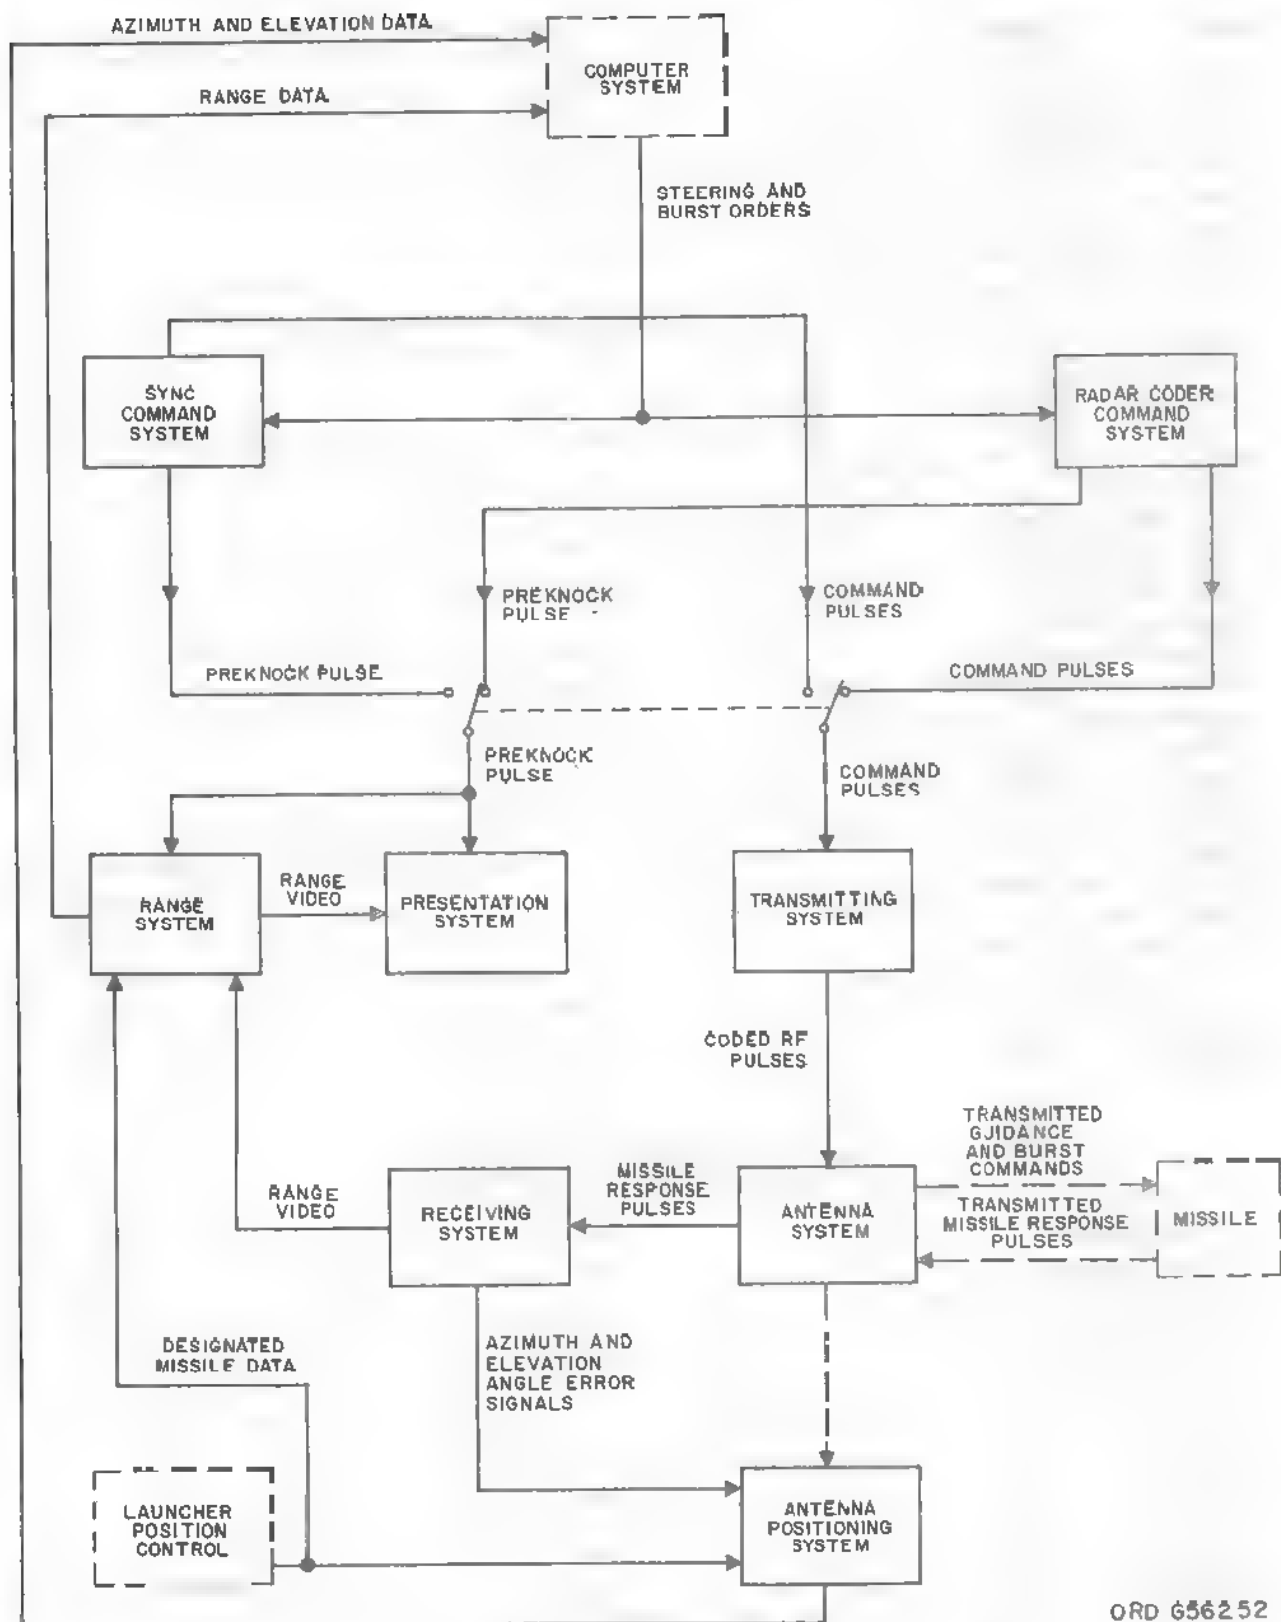 AZIMUTH AND ELEVATION DATA
COMPUTER
SYSTEM
RANGE DATA
STEERING AND
BURST ORDERS
SYNC
COMMAND
SYSTEM
RADAR CODER
COMMAND
SYSTEM
PREKNOCK
PULSE
COMMAND
PULSES
PREKNOCK PULSE
COMMAND PULSES
PREKNOCK
PULSE
COMMAND
PULSES
RANGE
SYSTEM
RANGE
VIDEO
PRESENTATION
SYSTEM
TRANSMITTING
SYSTEM
CODED RF
PULSES
TRANSMITTED
GUIDANCE
AND BURST
COMMANDS
RANGE
VIDEO
RECEIVING
SYSTEM
MISSILE
RESPONSE
PULSES
ANTENNA
SYSTEM
TRANSMITTED
MISSILE RESPONSE
PULSES
MISSILE
DESIGNATED
MISSILE DATA
AZIMUTH AND
ELEVATION
ANGLE ERROR
SIGNALS
LAUNCHER
POSITION
CONTROL
ANTENNA
POSITIONING
SYSTEM
ORD G56252